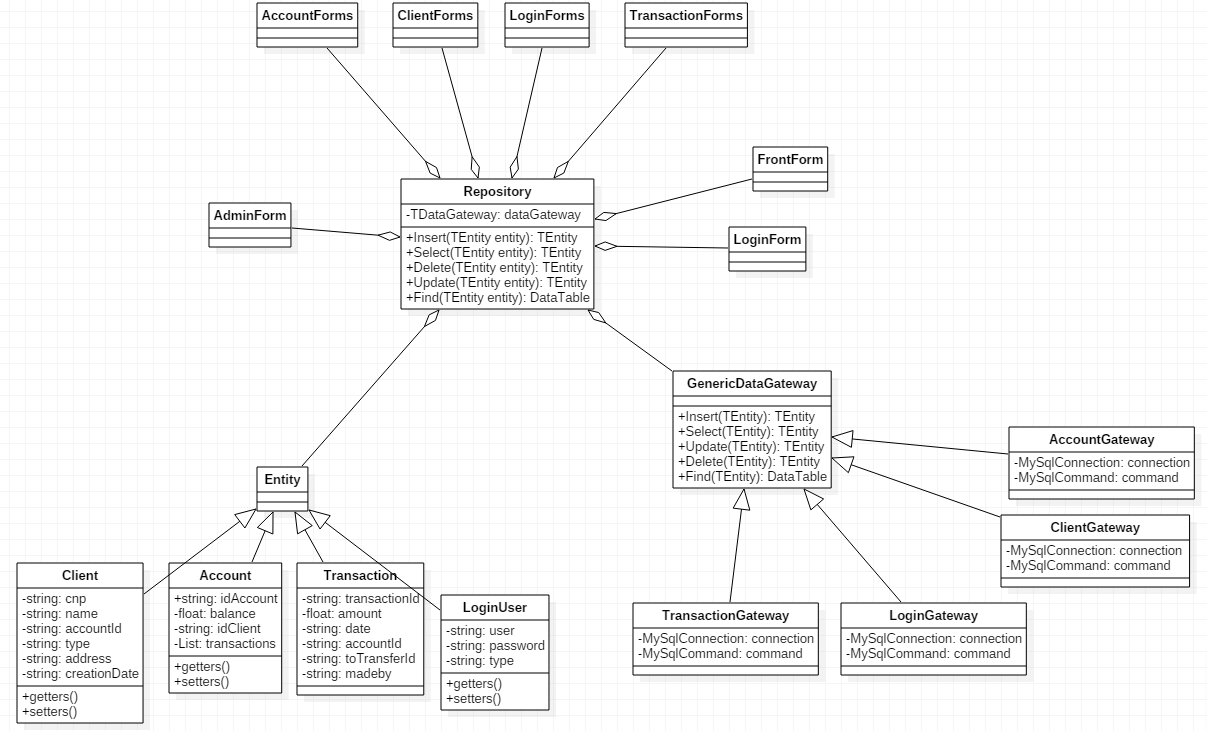 AccountForms
ClientForms
LoginForms
TransactionForms
FrontForm
Repository
-TDataGateway: dataGateway
+Insert(TEntity entity): TEntity
+Select(TEntity entity): TEntity
+Delete(TEntity entity): TEntity
+Update(TEntity entity): TEntity
+Find(TEntity entity): DataTable
AdminForm
LoginForm
GenericDataGateway
+Insert(TEntity): TEntity
+Select(TEntity): TEntity
+Update(TEntity): TEntity
+Delete(TEntity): TEntity
+Find(TEntity): DataTable
AccountGateway
-MySqlConnection: connection
-MySqlCommand: command
Entity
ClientGateway
-MySqlConnection: connection
-MySqlCommand: command
Client
-string: cnp
-string: name
-string: accountId
-string: type
-string: address
-string: creationDate
+getters()
+setters()
Account
+string: idAccount
-float: balance
-string: idClient
-List: transactions
+getters()
+setters()
Transaction
-string: transactionId
-float: amount
-string: date
-string: accountId
-string: toTransferId
-string: madeby
LoginUser
-string: user
-string: password
-string: type
+getters()
+setters()
TransactionGateway
-MySqlConnection: connection
-MySqlCommand: command
LoginGateway
-MySqlConnection: connection
-MySqlCommand: command